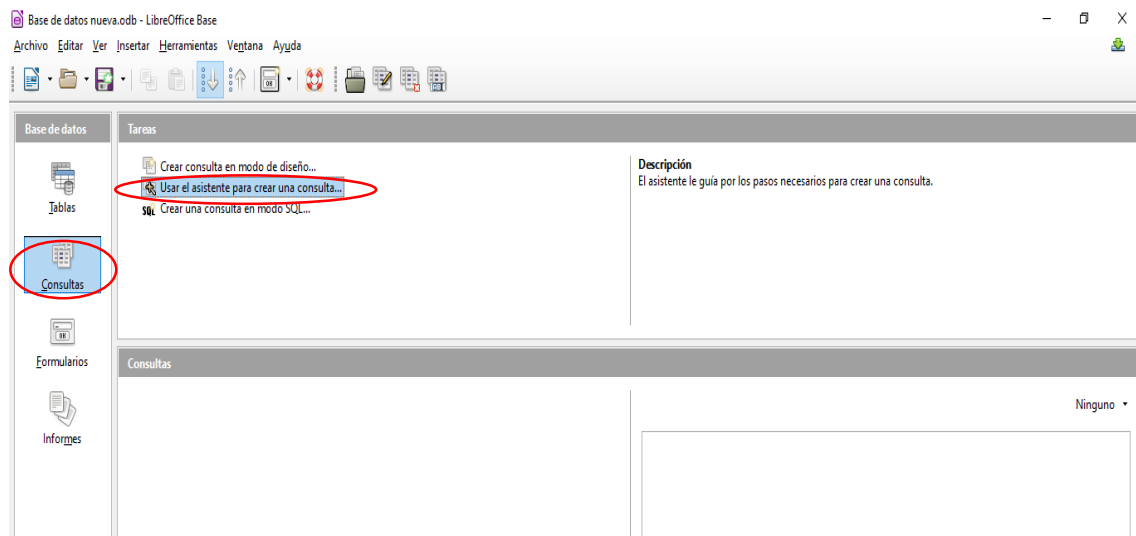 Base de datos nueva.odb - LibreOffice Base
Archivo Editar Ver Insertar Herramientas Ventana Ayuda
Base de datos
Tareas
Tablas
Consultas
Formularios
Informes
Crear consulta en modo de diseño...
Usar el asistente para crear una consulta...
SQL Crear una consulta en modo SQL...
Descripción
El asistente le guía por los pasos necesarios para crear una consulta.
Consultas
Ninguno